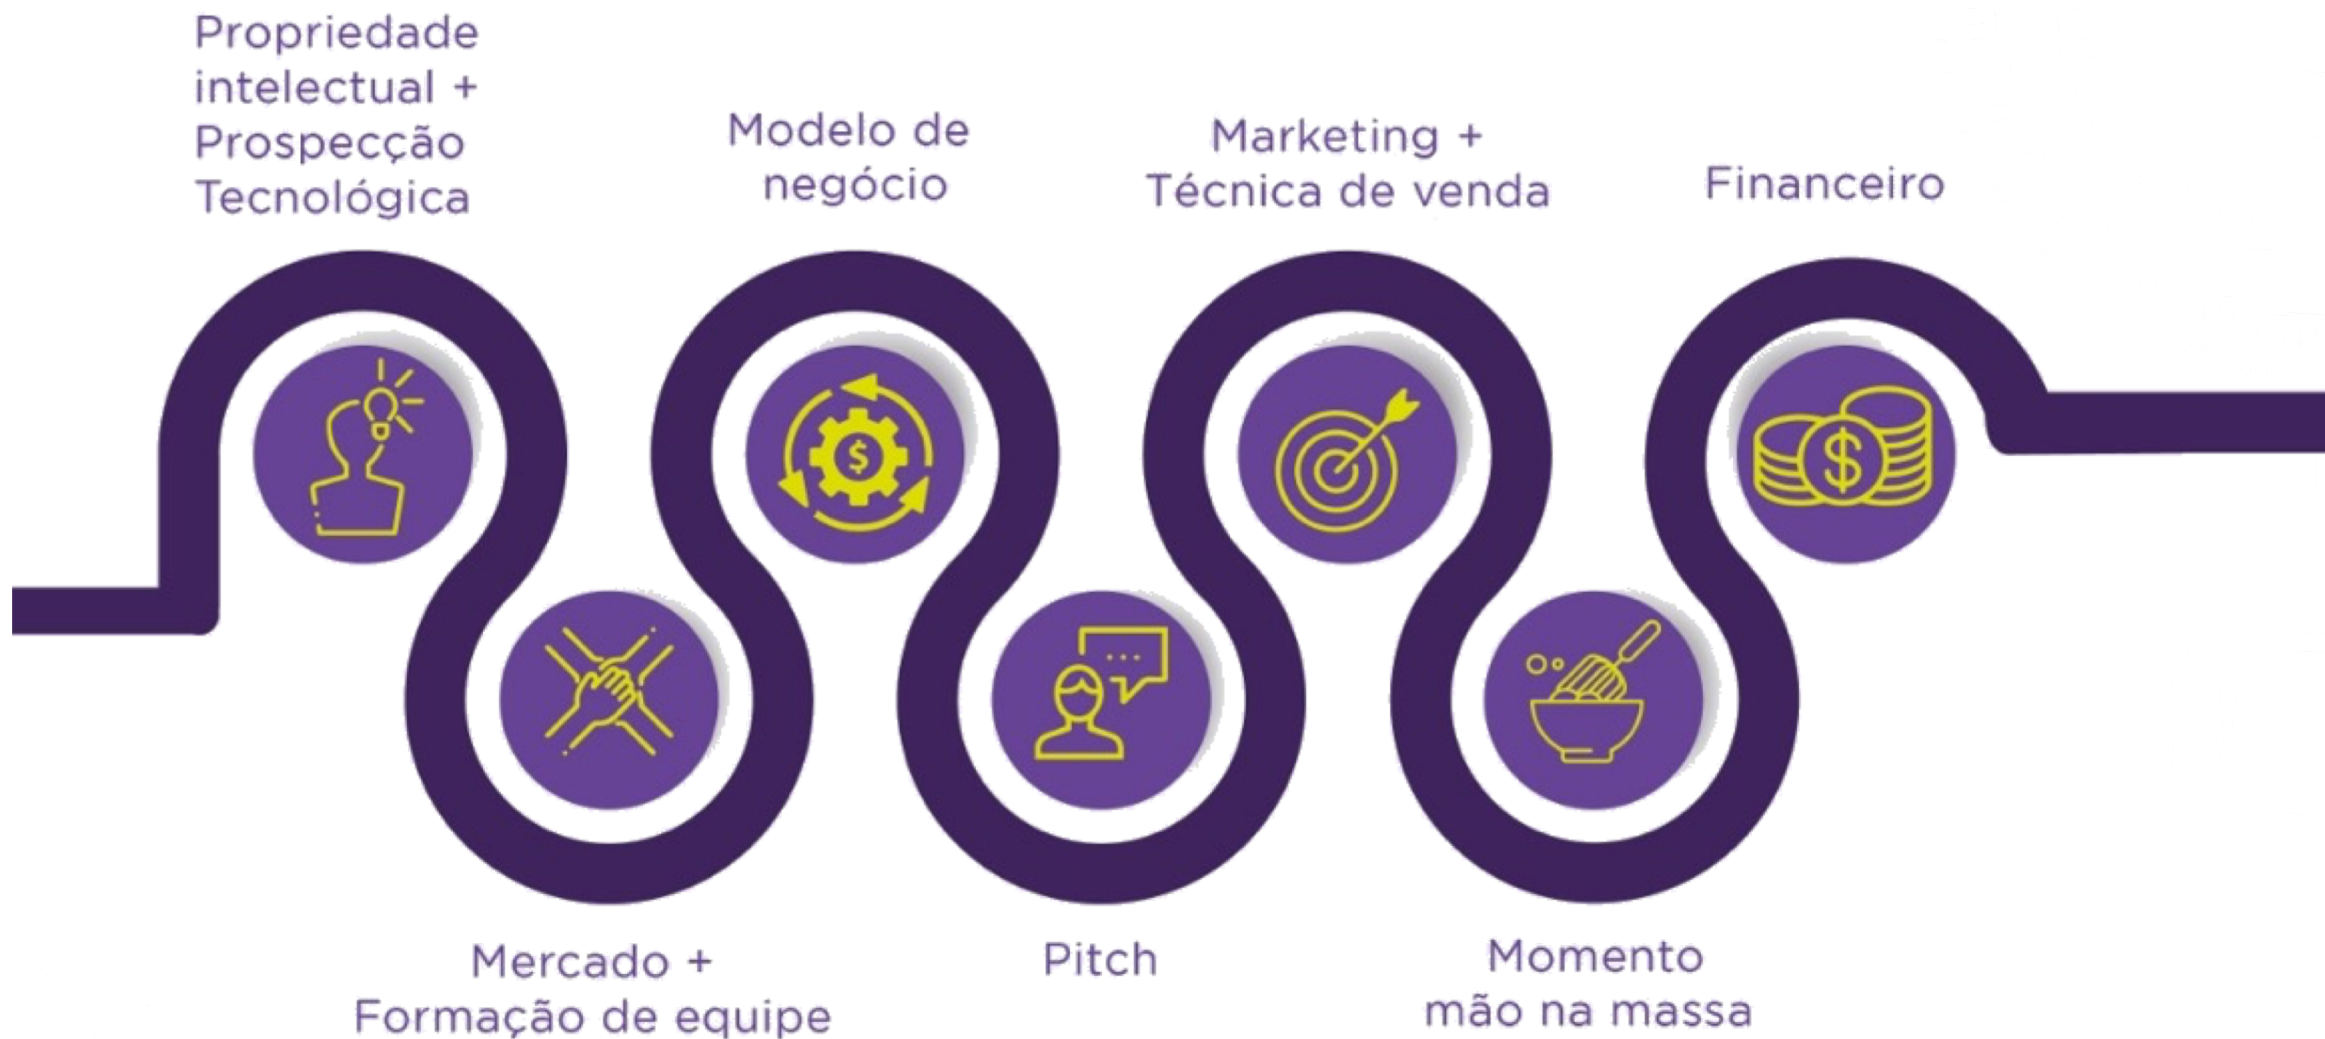 Propriedade
intelectual +
Prospecção
Tecnológica
Mercado +
Formação de equipe
Modelo de
negócio
$
Pitch
...
Marketing +
Técnica de venda
Momento
mão na massa
Financeiro
$